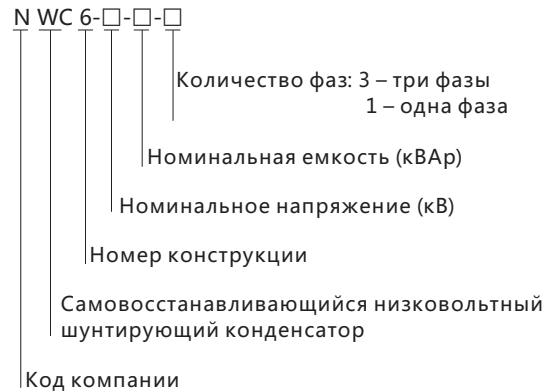 N WC 6-□-□-□
Количество фаз: 3 – три фазы
1 – одна фаза
Номинальная емкость (кВАр)
Номинальное напряжение (кВ)
Номер конструкции
Самовосстанавливающийся низковольтный
шунтирующий конденсатор
Код компании